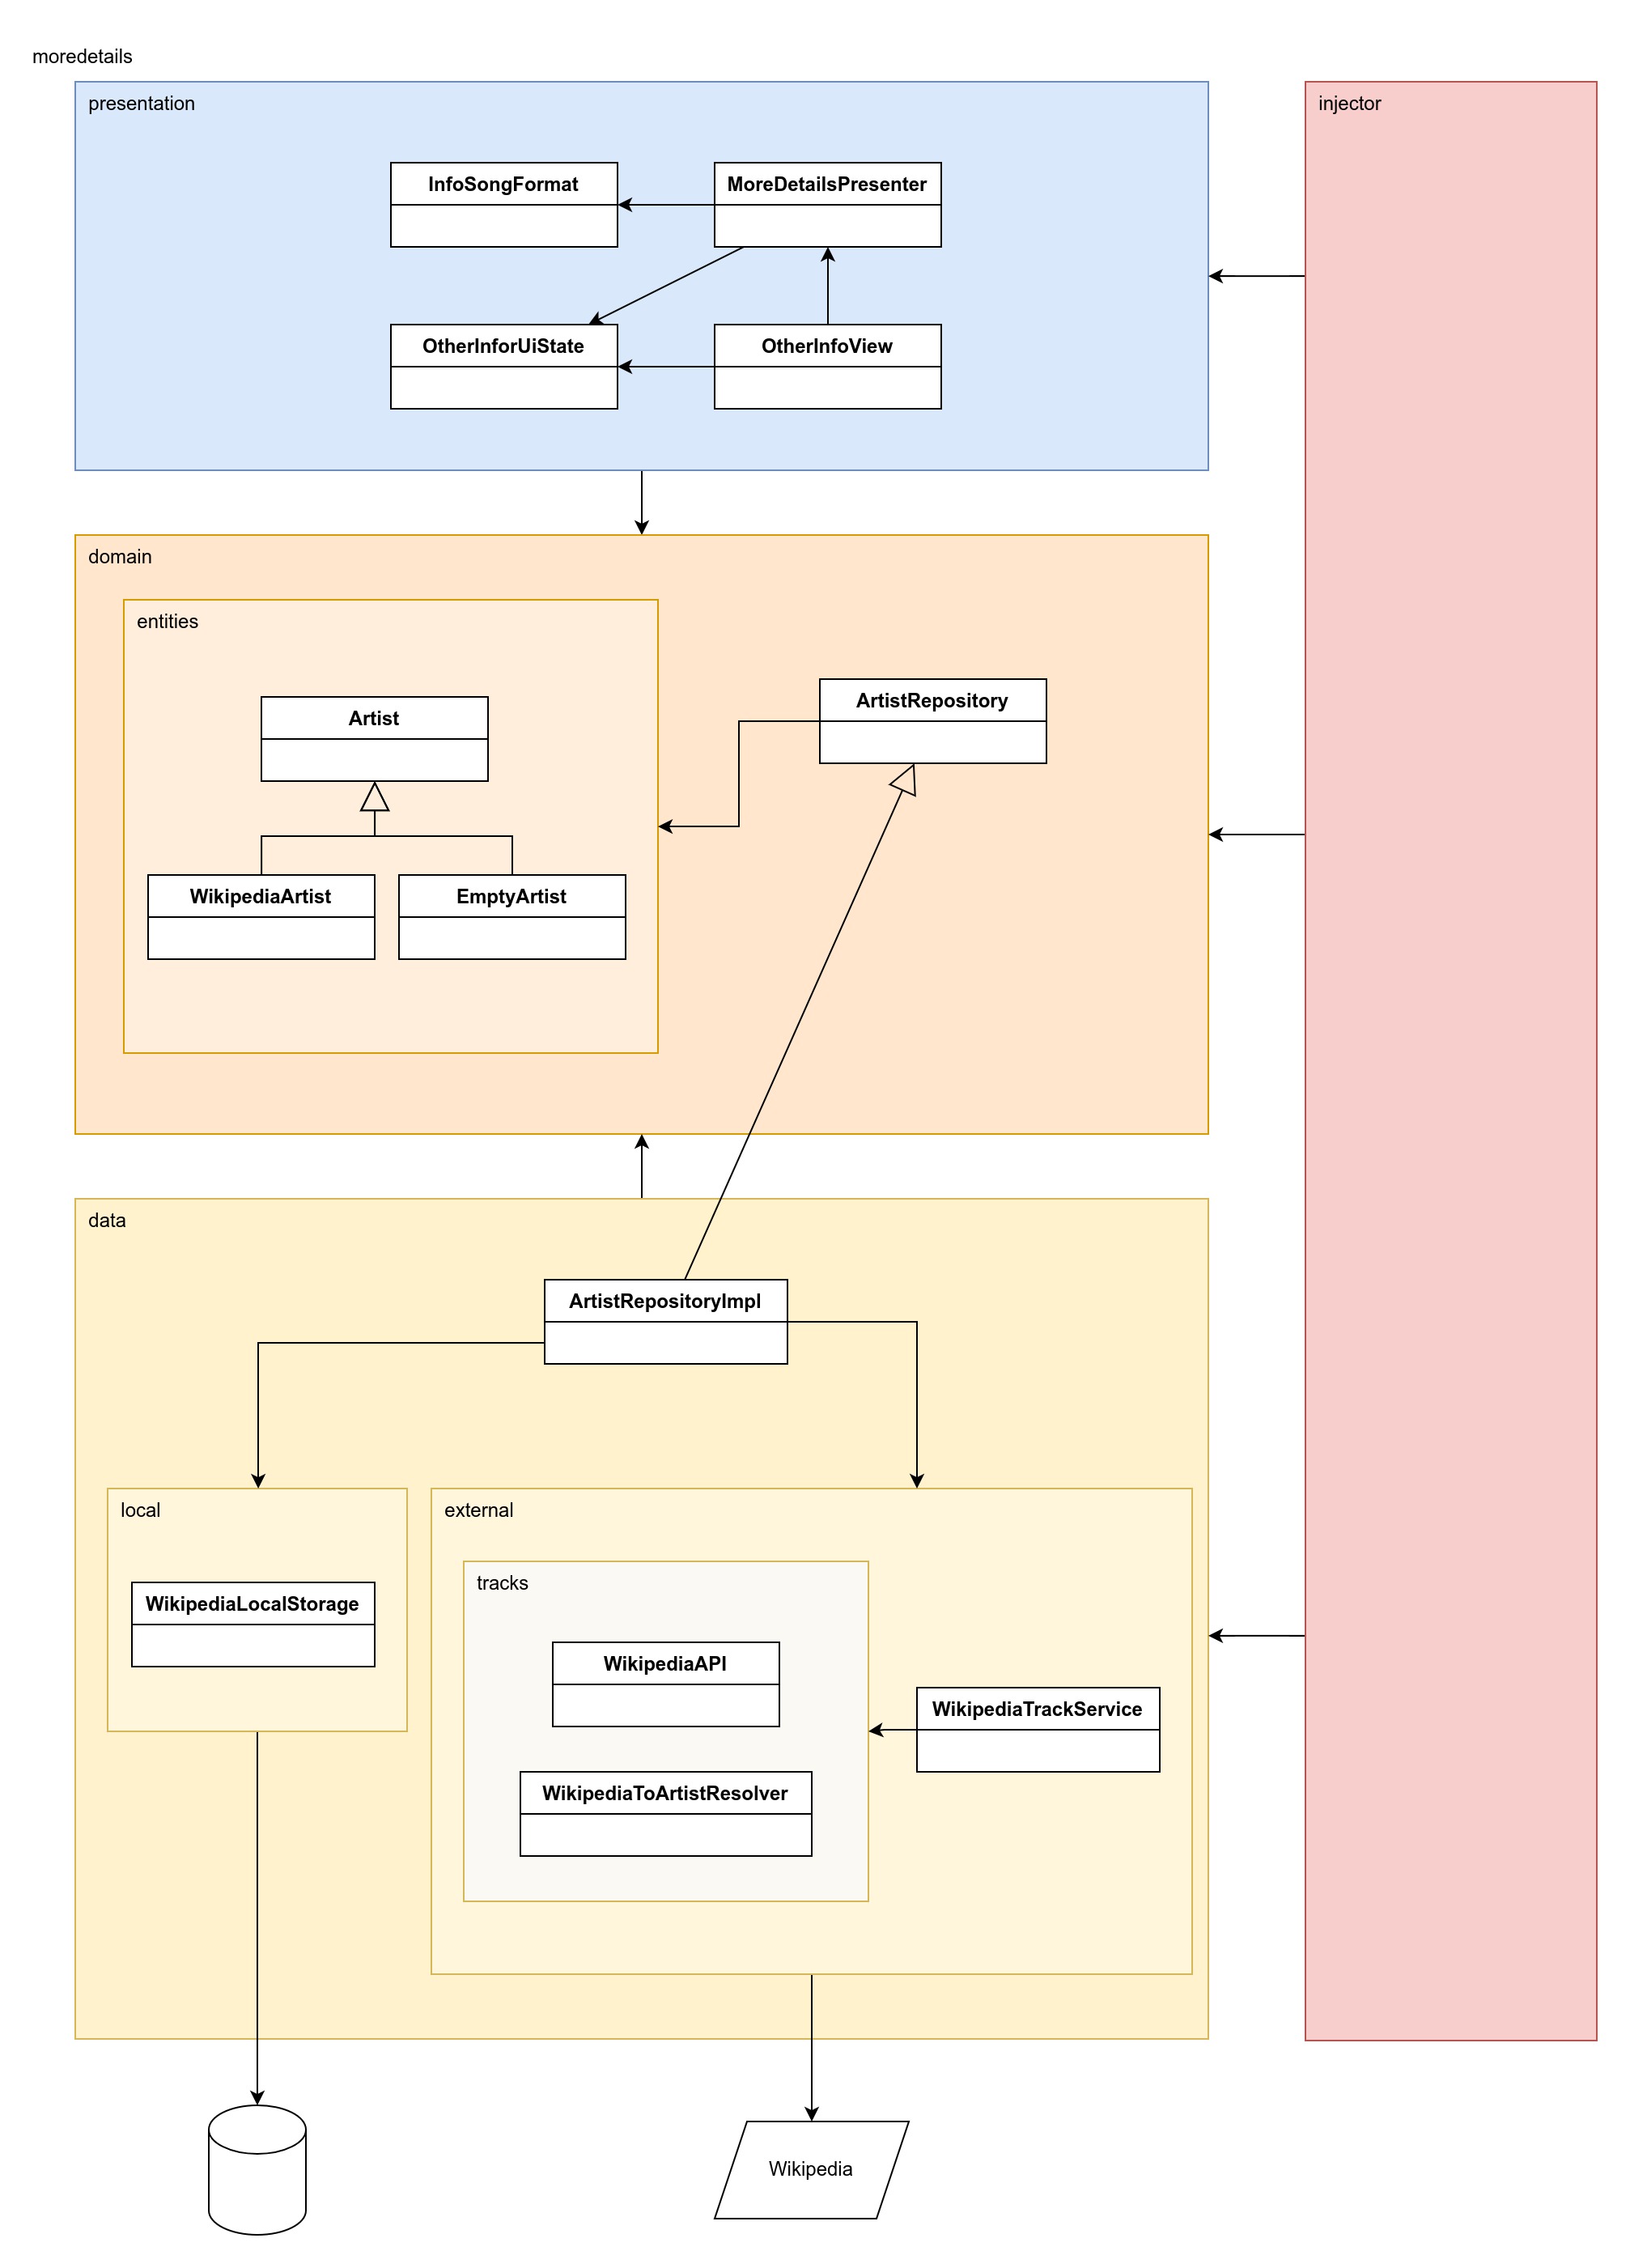 moredetails
presentation
injector
InfoSongFormat
MoreDetailsPresenter
OtherInforUiState
OtherInfoView
domain
entities
Artist
ArtistRepository
WikipediaArtist
EmptyArtist
data
ArtistRepositoryImpl
local
external
WikipediaLocalStorage
tracks
WikipediaAPI
WikipediaTrackService
WikipediaToArtistResolver
Wikipedia